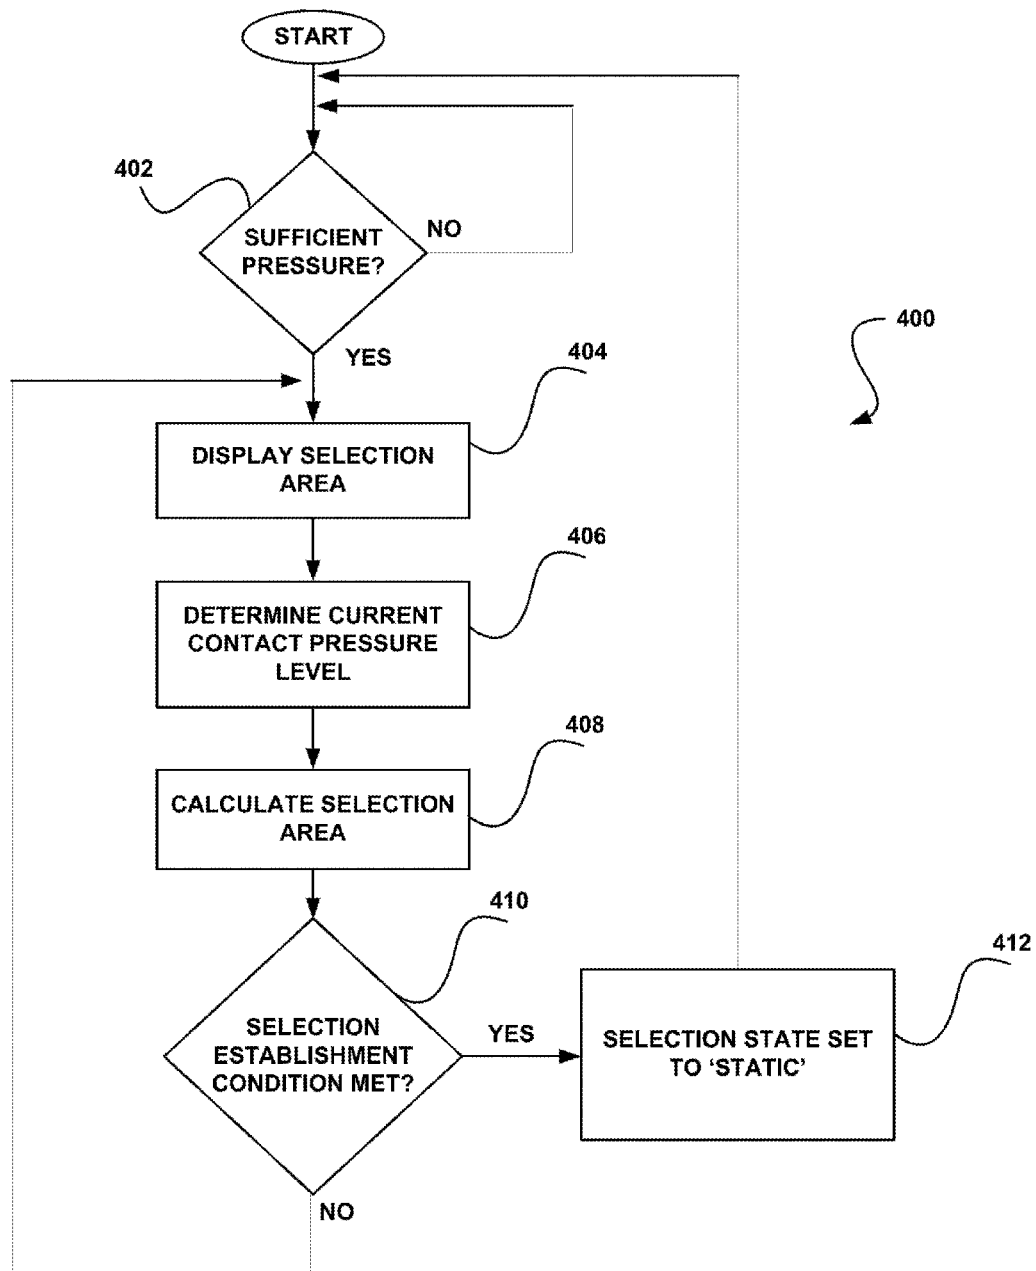 START
402
SUFFICIENT
PRESSURE?
NO
YES
400
404
DISPLAY SELECTION
AREA
406
DETERMINE CURRENT
CONTACT PRESSURE
LEVEL
408
CALCULATE SELECTION
AREA
410
412
SELECTION
ESTABLISHMENT
CONDITION MET?
YES
SELECTION STATE SET
TO ‘STATIC’
NO